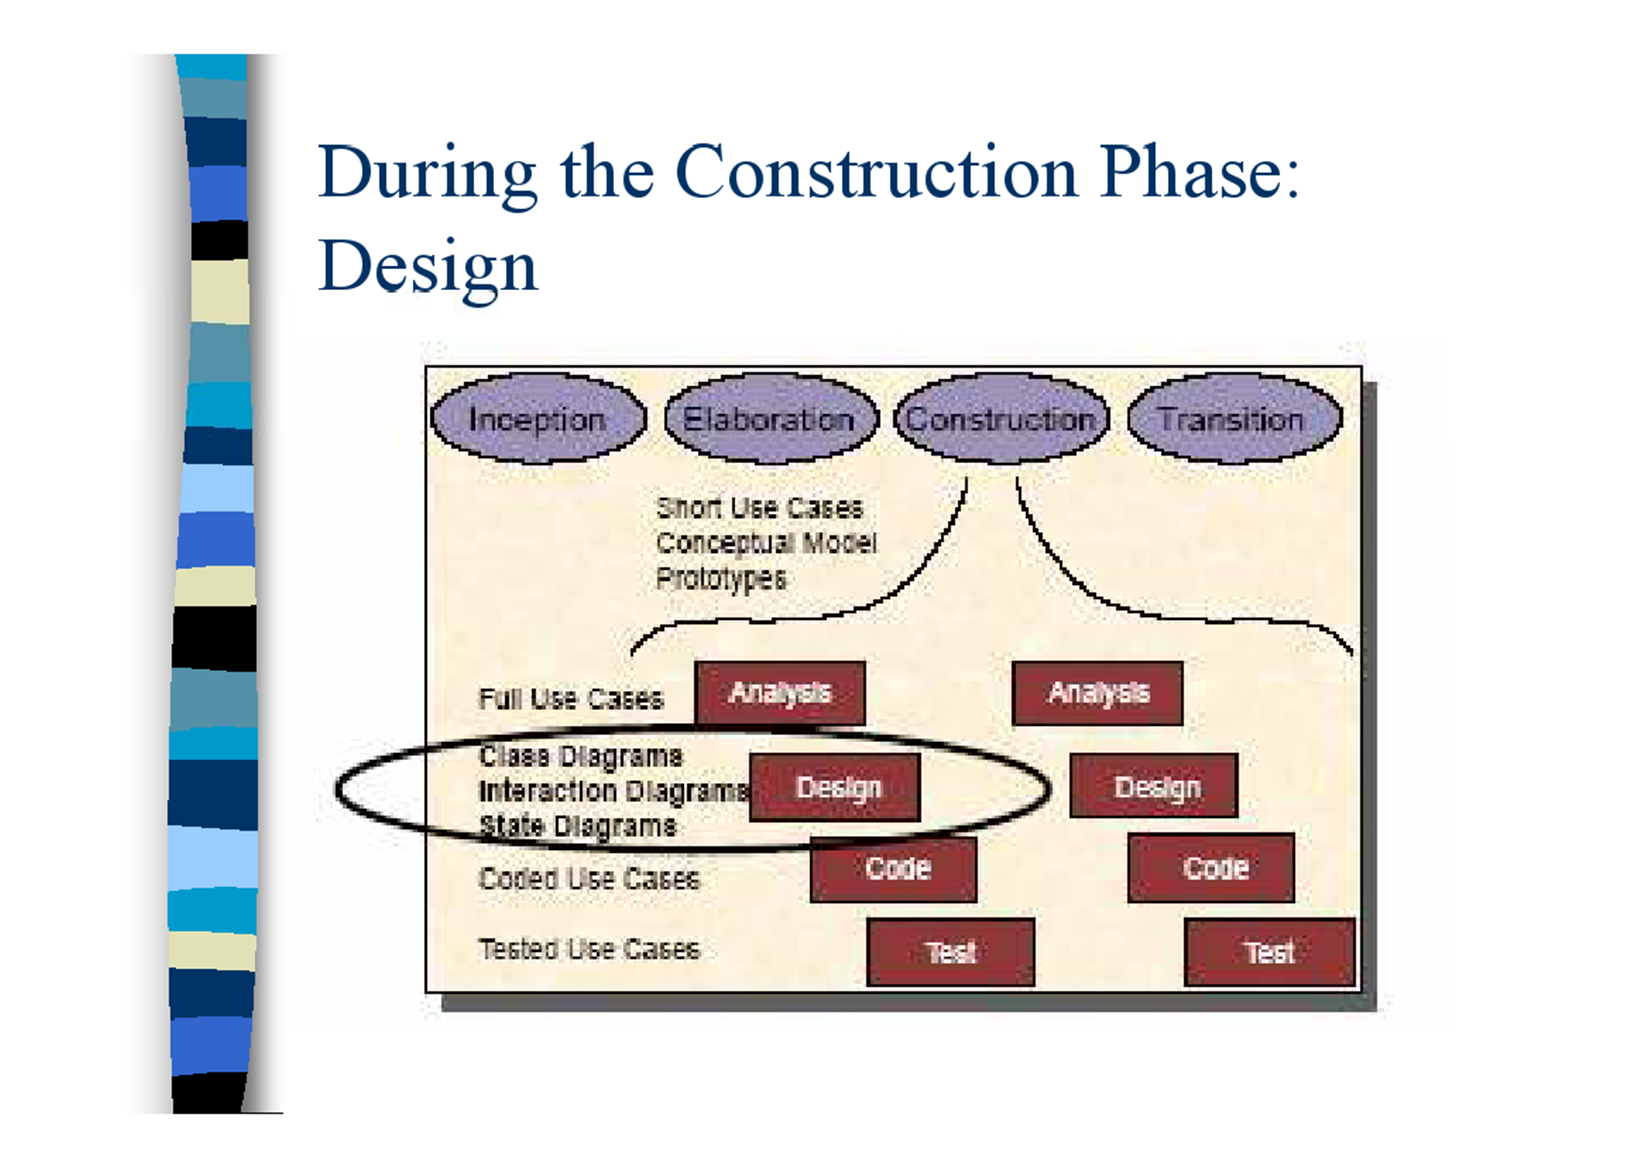 During the Construction Phase:
Design
Inception Elaboration Construction Transition
Short Use Cases
Conceptual Model
Prototypes
Full Use Cases Analysis Analysis
Class Diagrams
Interaction Diagrams Design Design
State Diagrams
Coded Use Cases Code Code
Tested Use Cases Test Test